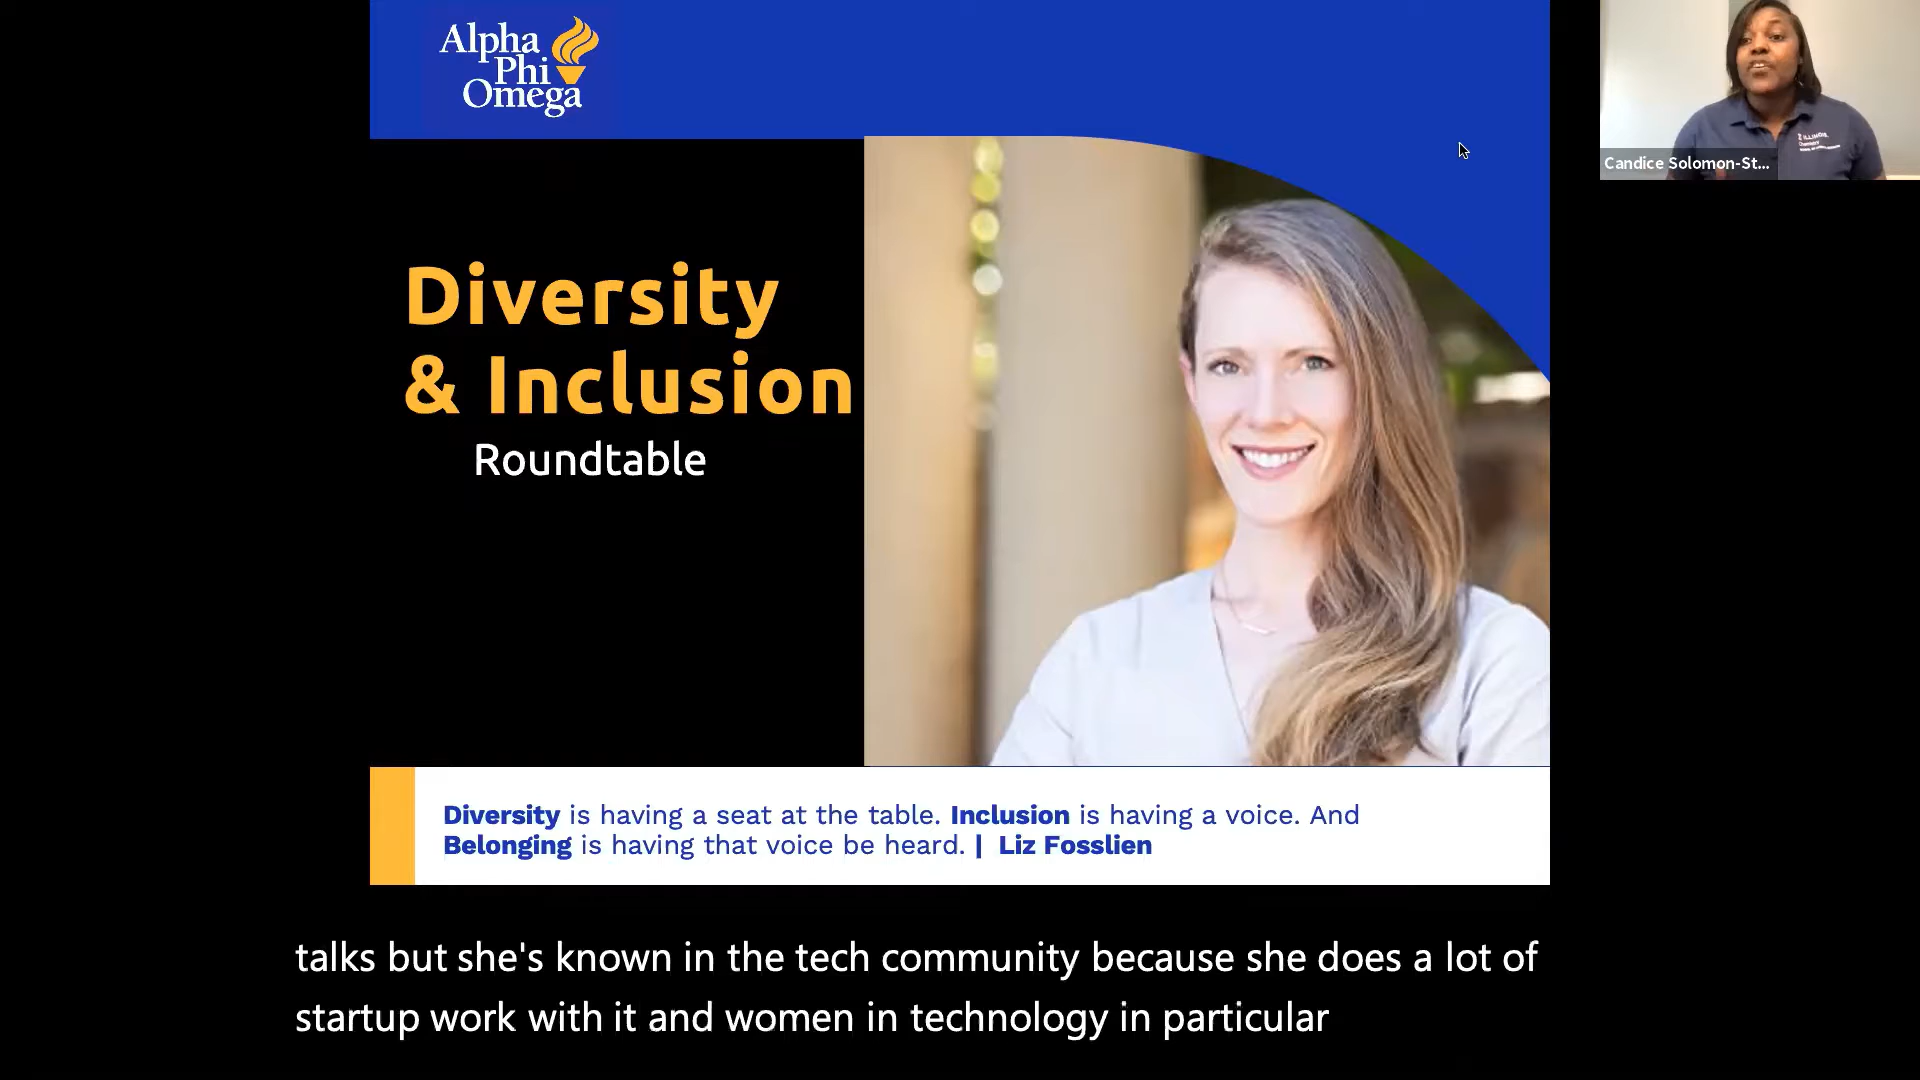 Alpha
Phi
Omega
Diversity
& Inclusion
Roundtable
Diversity is having a seat at the table. Inclusion is having a voice. And
Belonging is having that voice be heard. | Liz Fosslien
Candice Solomon-St...
ILLINOIS
Chemistry
talks but she's known in the tech community because she does a lot of
startup work with it and women in technology in particular